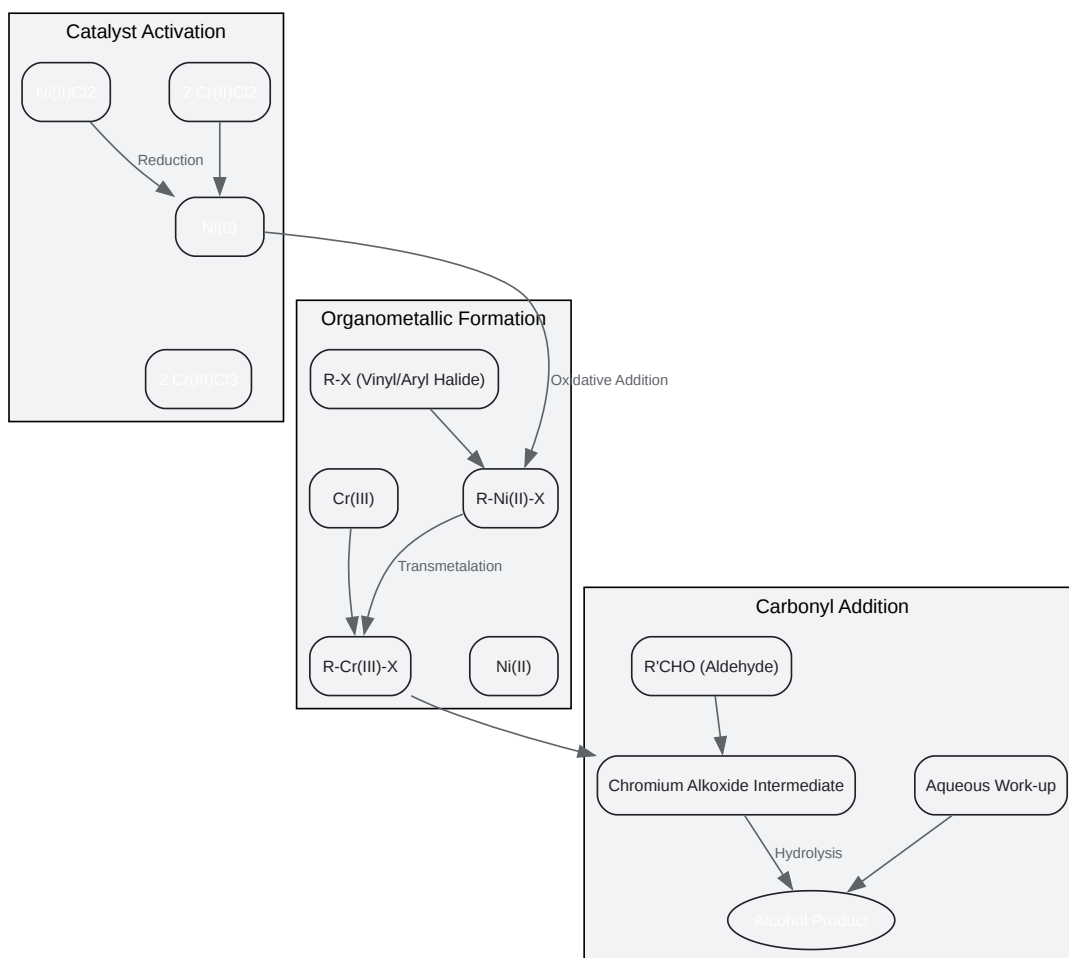 Catalyst Activation
Ni(II)Cl2
2 Cr(II)Cl2
Reduction
Ni(0)
2 Cr(III)Cl3
Organometallic Formation
R-X (Vinyl/Aryl Halide)
Oxidative Addition
Cr(III)
R-Ni(II)-X
Transmetalation
R-Cr(III)-X
Ni(II)
Carbonyl Addition
R'CHO (Aldehyde)
Chromium Alkoxide Intermediate
Aqueous Work-up
Hydrolysis
Alcohol Product